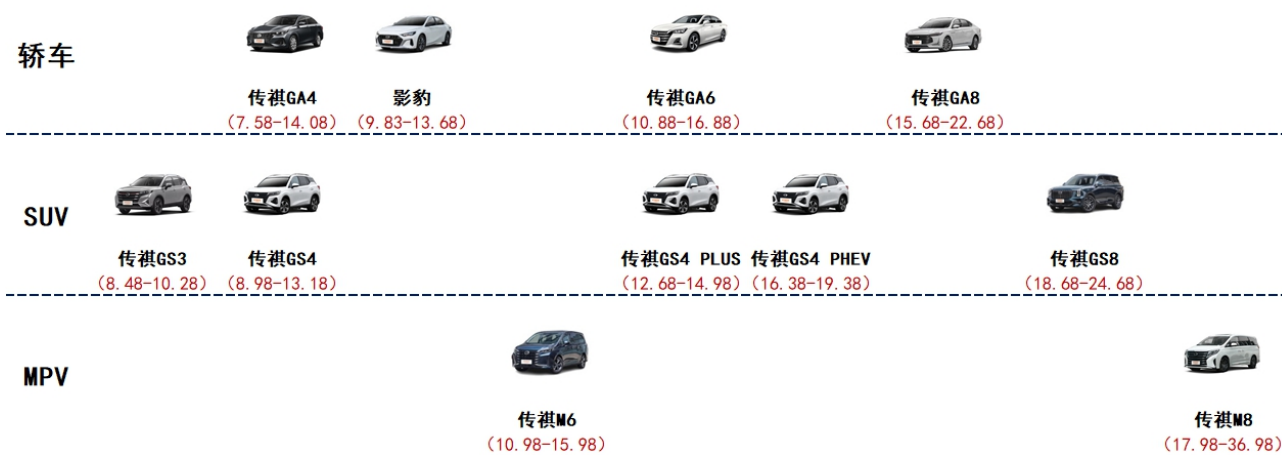 轿车
传祺GA4 影豹 传祺GA6 传祺GA8
(7.58-14.08) (9.83-13.68) (10.88-16.88) (15.68-22.68)
SUV
传祺GS3 传祺GS4 传祺GS4 PLUS 传祺GS4 PHEV 传祺GS8
(8.48-10.28) (8.98-13.18) (12.68-14.98) (16.38-19.38) (18.68-24.68)
MPV
传祺M6 传祺M8
(10.98-15.98) (17.98-36.98)